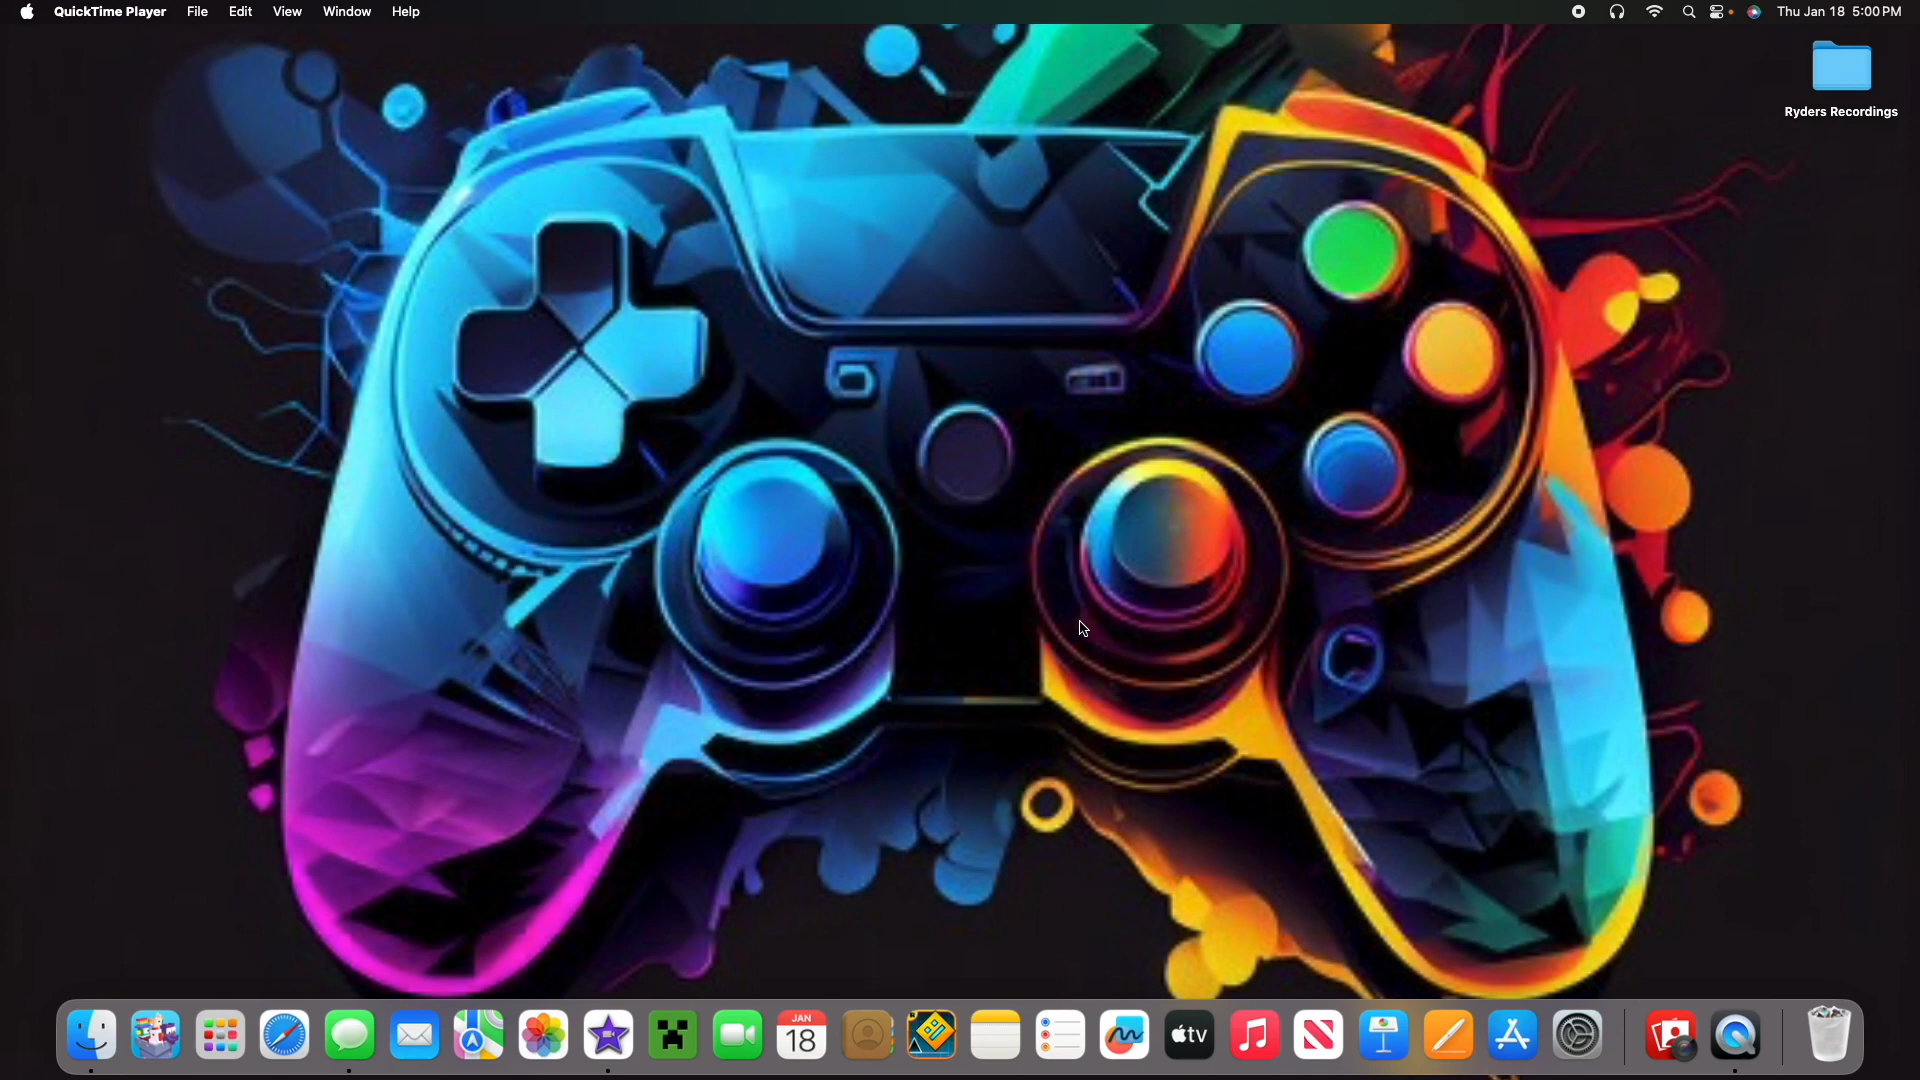 QuickTime Player File Edit View Window Help Thu Jan 18 5:00 PM
Ryders Recordings
JAN
18
tv